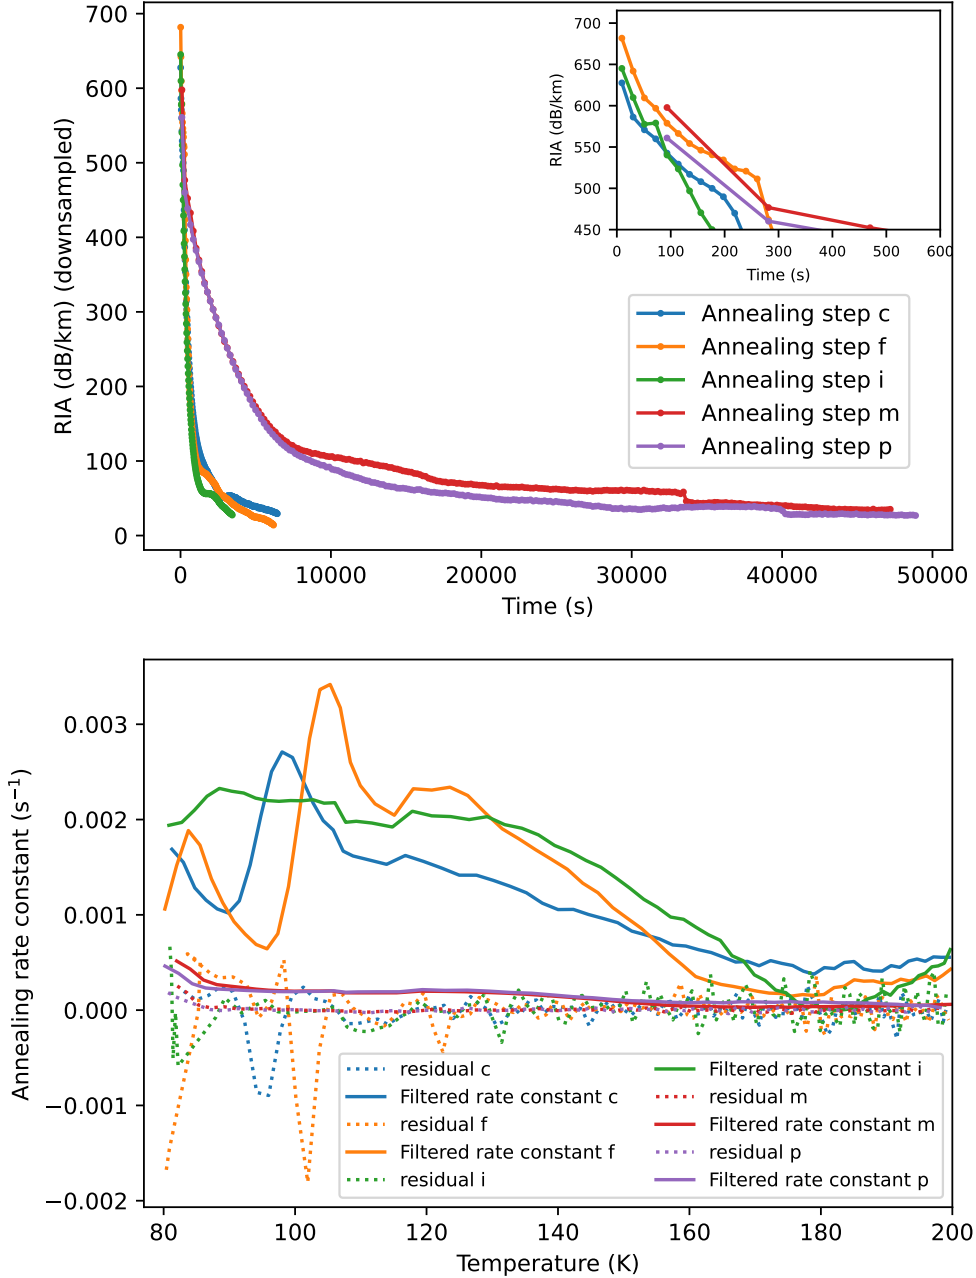 700
600
500
400
300
200
100
0
RIA (dB/km) (downsampled)
0
10000
20000
30000
40000
50000
Time (s)
700
650
600
550
500
450
RIA (dB/km)
0
100
200
300
400
500
600
Time (s)
Annealing step c
Annealing step f
Annealing step i
Annealing step m
Annealing step p
0.003
0.002
0.001
0.000
−0.001
−0.002
Annealing rate constant (s⁻¹)
residual c
Filtered rate constant c
residual f
Filtered rate constant f
residual i
Filtered rate constant i
residual m
Filtered rate constant m
residual p
Filtered rate constant p
80
100
120
140
160
180
200
Temperature (K)